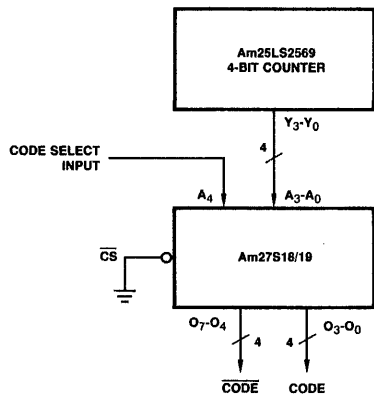 Am25LS2569
4-BIT COUNTER
Y3-Y0
4
CODE SELECT
INPUT
A4
A3-A0
CS
Am27S18/19
O7-O4
4
4
O3-O0
CODE
CODE